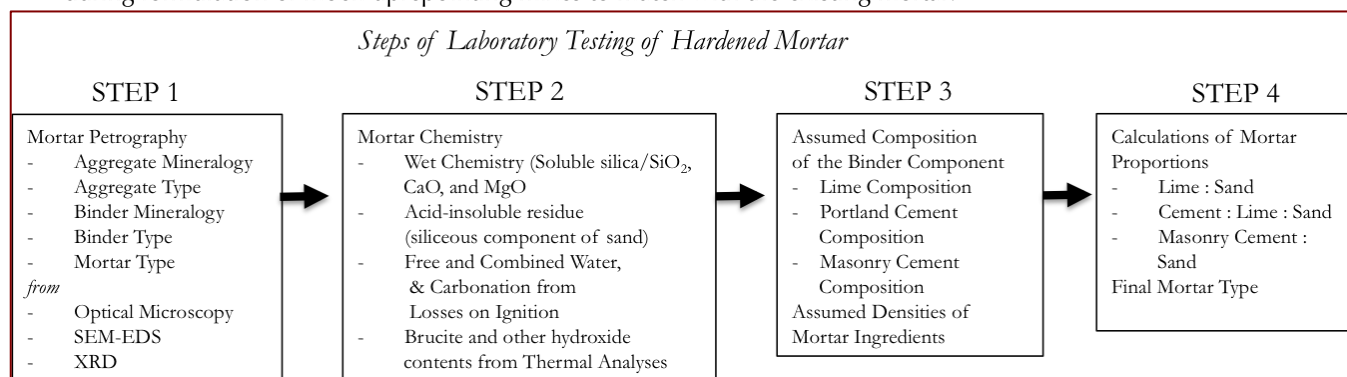 Steps of Laboratory Testing of Hardened Mortar
STEP 1
Mortar Petrography
- Aggregate Mineralogy
- Aggregate Type
- Binder Mineralogy
- Binder Type
- Mortar Type
from
- Optical Microscopy
- SEM-EDS
- XRD
STEP 2
Mortar Chemistry
- Wet Chemistry (Soluble silica/SiO₂,
CaO, and MgO
- Acid-insoluble residue
(siliceous component of sand)
- Free and Combined Water,
& Carbonation from
Losses on Ignition
- Brucite and other hydroxide
contents from Thermal Analyses
STEP 3
Assumed Composition
of the Binder Component
- Lime Composition
- Portland Cement
Composition
- Masonry Cement
Composition
Assumed Densities of
Mortar Ingredients
STEP 4
Calculations of Mortar
Proportions
- Lime : Sand
- Cement : Lime : Sand
- Masonry Cement :
Sand
Final Mortar Type